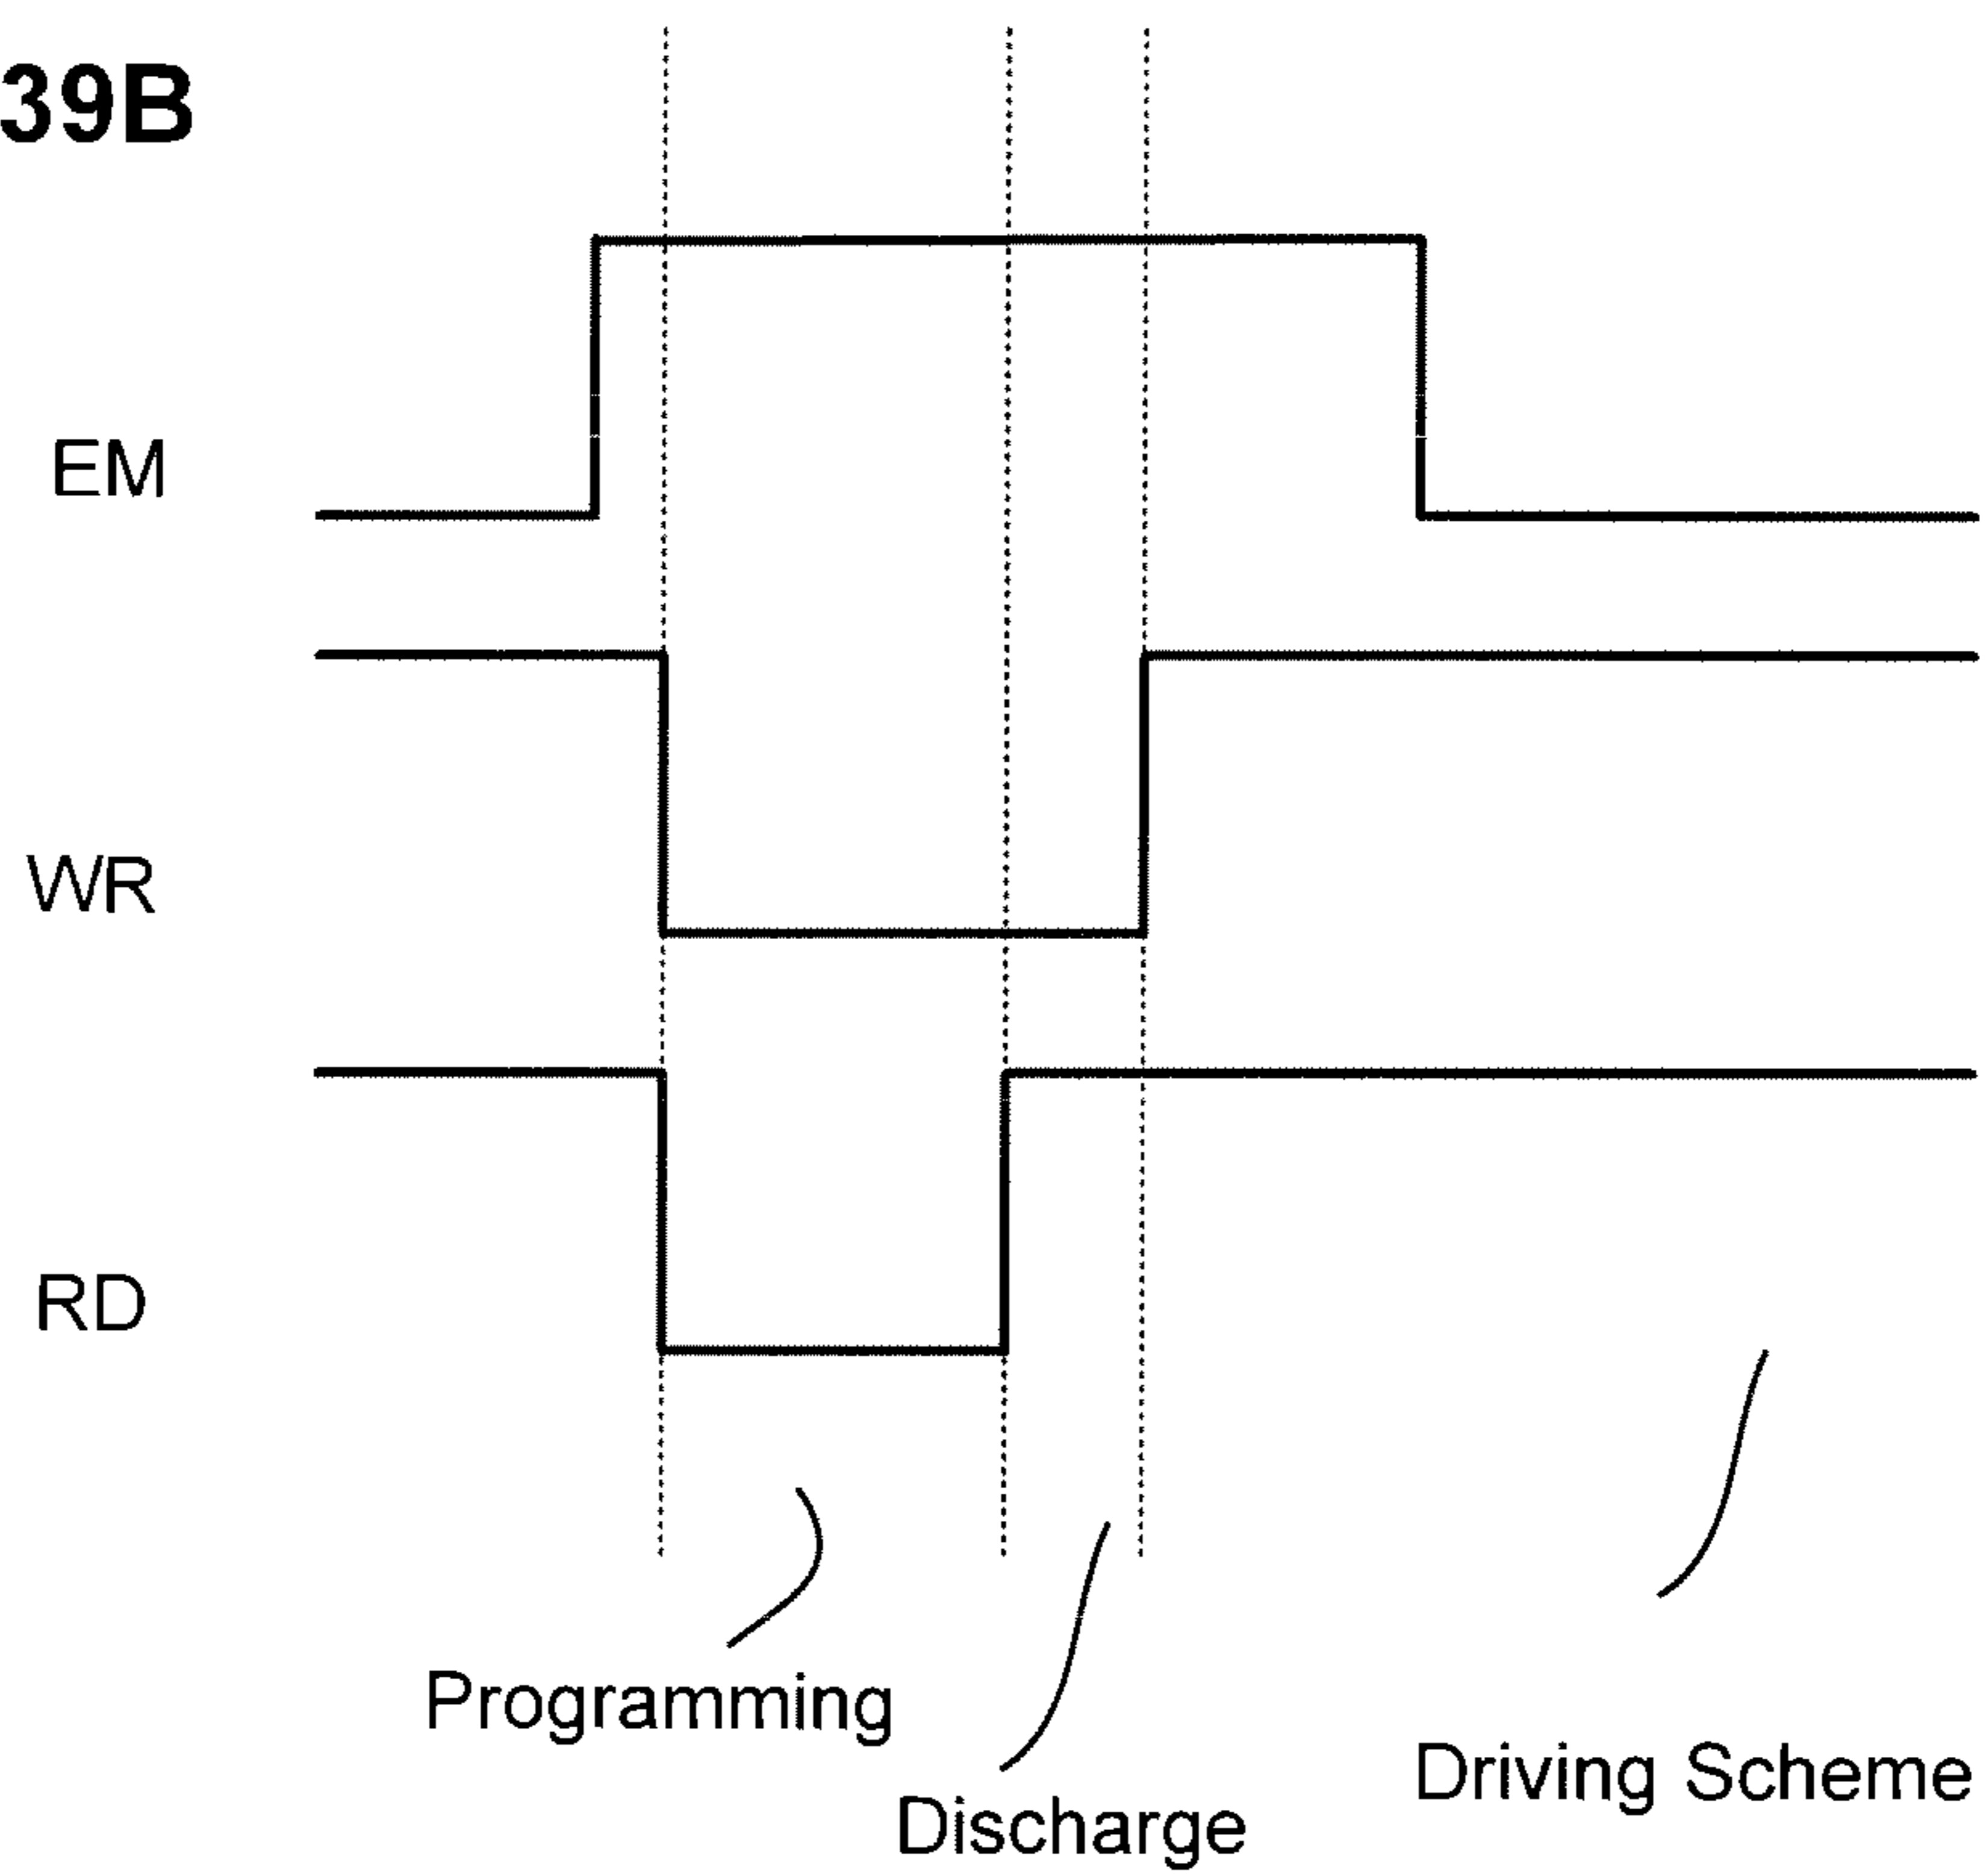 39B
EM
WR
RD
Programming
Discharge
Driving Scheme